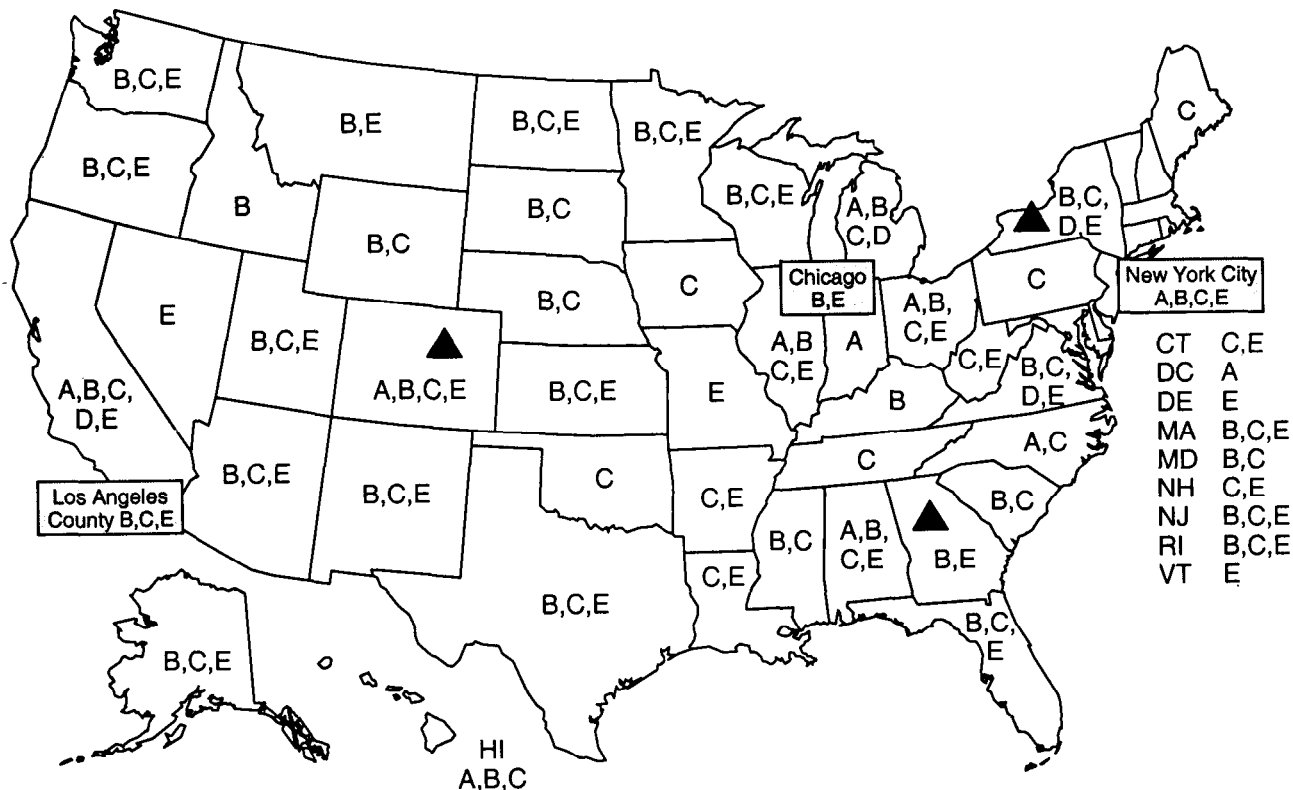 B,C,E
B,E
B,C,E
B,C,E
C
B,C,E
B
B,C
B,C
B,C,E
A,B
C,D
B,C,
D,E
E
B,C,E
A,B,C,E
B,C
C
Chicago
B,E
C
New York City
A,B,C,E
A,B,C,
D,E
B,C,E
E
A,B
C,E
A
A,B,
C,E
C,E
B,C,
D,E
B
CT C,E
DC A
DE E
MA B,C,E
MD B,C
NH C,E
NJ B,C,E
RI B,C,E
VT E
Los Angeles
County B,C,E
B,C,E
B,C,E
C
C,E
C
A,C
B,C
B,C,E
C,E
B,C
A,B,
C,E
B,E
B,C,
E
B,C,E
HI
A,B,C